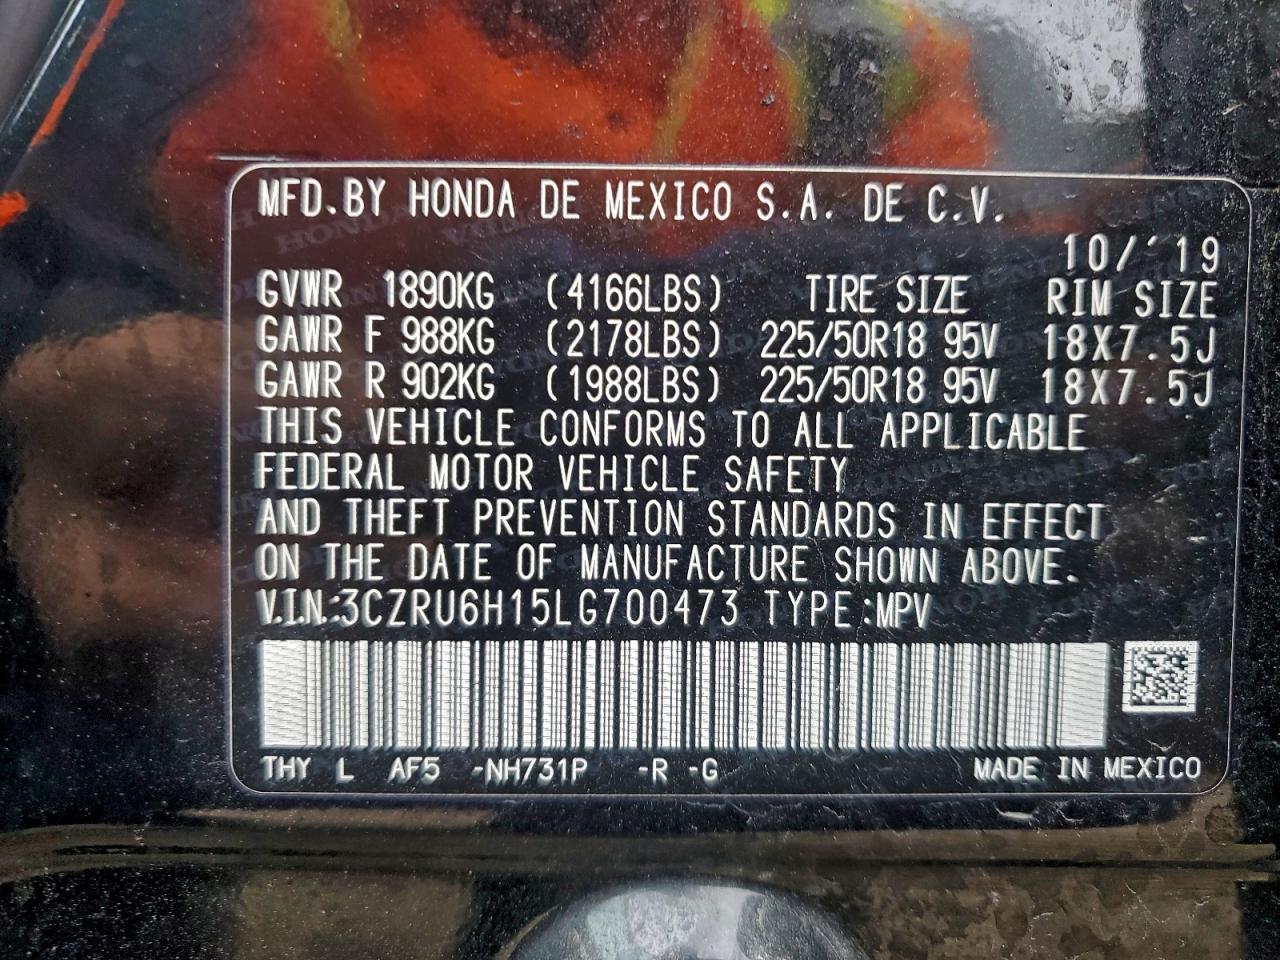 MFD.BY HONDA DE MEXICO S.A. DE C.V.
10/'19
GVWR 1890KG (4166LBS) TIRE SIZE RIM SIZE
GAWR F 988KG (2178LBS) 225/50R18 95V 18X7.5J
GAWR R 902KG (1988LBS) 225/50R18 95V 18X7.5J
THIS VEHICLE CONFORMS TO ALL APPLICABLE
FEDERAL MOTOR VEHICLE SAFETY
AND THEFT PREVENTION STANDARDS IN EFFECT
ON THE DATE OF MANUFACTURE SHOWN ABOVE.
V.I.N.:3CZRU6H15LG700473 TYPE:MPV
THY L AF5 -NH731P -R -G MADE IN MEXICO